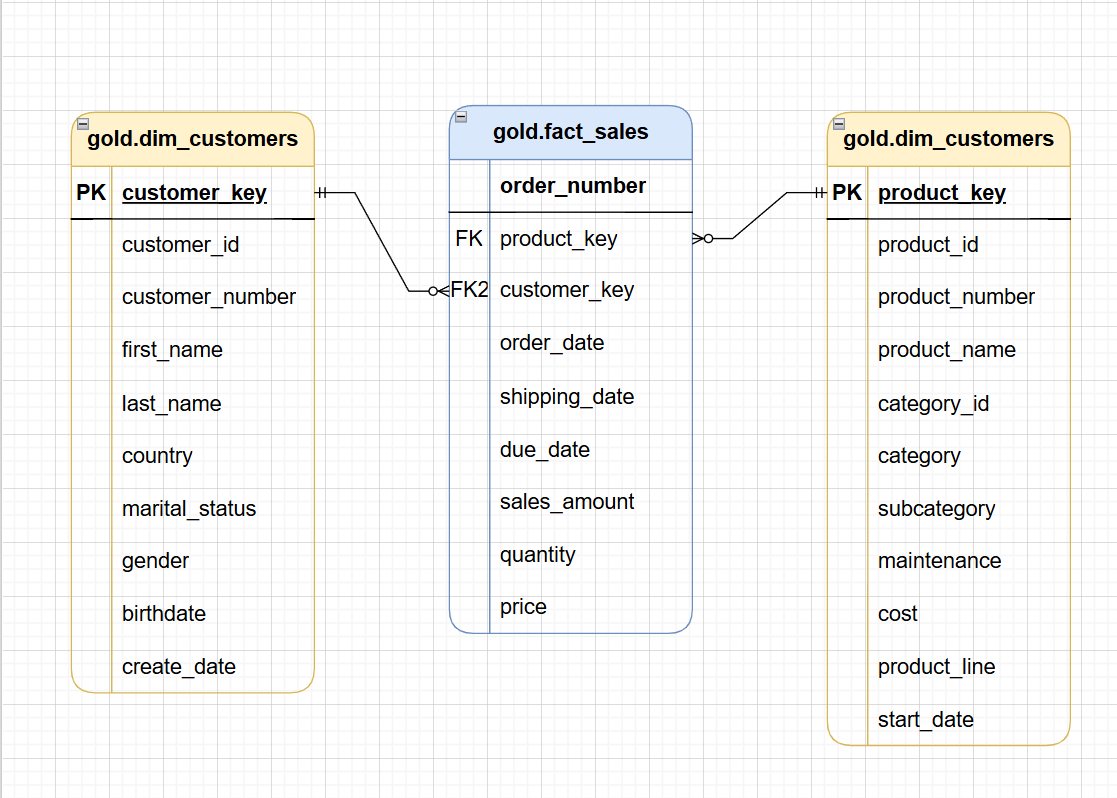 gold.dim_customers
PK customer_key
customer_id
customer_number
first_name
last_name
country
marital_status
gender
birthdate
create_date
gold.fact_sales
order_number
FK product_key
FK2 customer_key
order_date
shipping_date
due_date
sales_amount
quantity
price
gold.dim_customers
PK product_key
product_id
product_number
product_name
category_id
category
subcategory
maintenance
cost
product_line
start_date